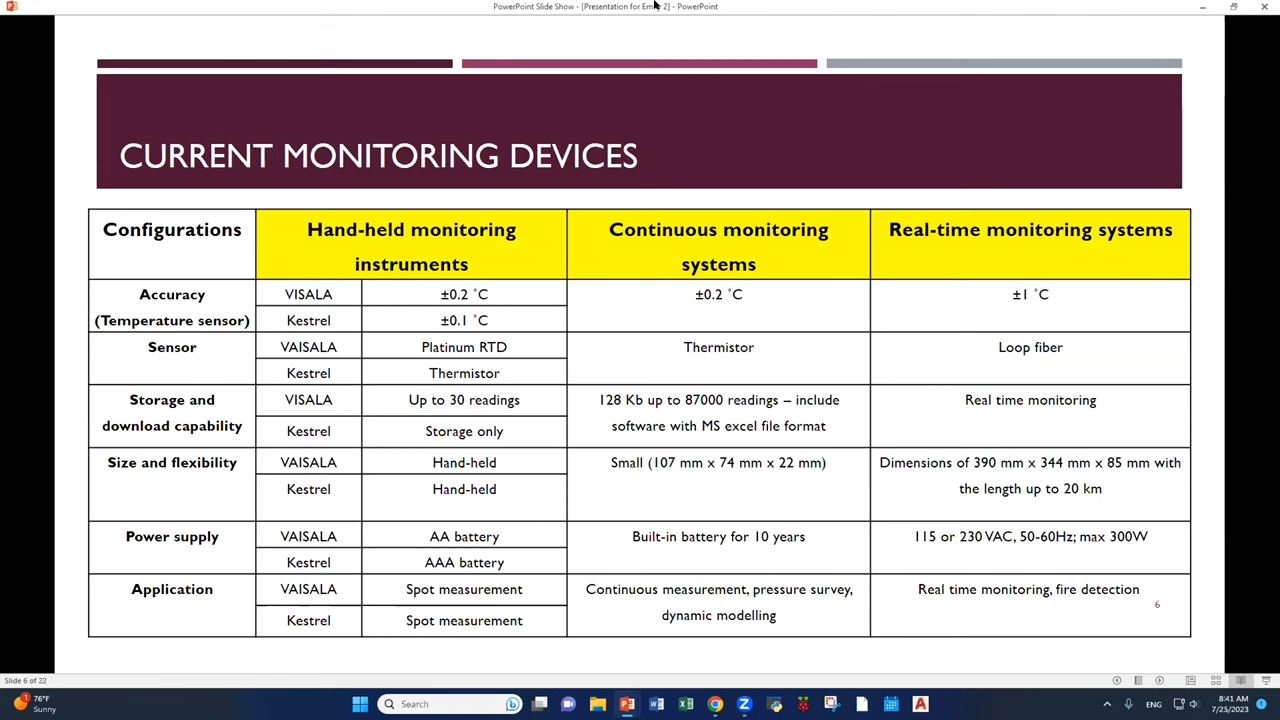 PowerPoint Slide Show - [Presentation for Em 2] - PowerPoint
CURRENT MONITORING DEVICES
Configurations
Hand-held monitoring
instruments
Continuous monitoring
systems
Real-time monitoring systems
Accuracy
(Temperature sensor)
VISALA
±0.2 ˚C
Kestrel
±0.1 ˚C
±0.2 ˚C
±1 ˚C
Sensor
VAISALA
Platinum RTD
Kestrel
Thermistor
Thermistor
Loop fiber
Storage and
download capability
VISALA
Up to 30 readings
Kestrel
Storage only
128 Kb up to 87000 readings – include
software with MS excel file format
Real time monitoring
Size and flexibility
VAISALA
Hand-held
Kestrel
Hand-held
Small (107 mm x 74 mm x 22 mm)
Dimensions of 390 mm x 344 mm x 85 mm with
the length up to 20 km
Power supply
VAISALA
AA battery
Kestrel
AAA battery
Built-in battery for 10 years
115 or 230 VAC, 50-60Hz; max 300W
Application
VAISALA
Spot measurement
Kestrel
Spot measurement
Continuous measurement, pressure survey,
dynamic modelling
Real time monitoring, fire detection
6
Slide 6 of 22
1
76°F
Sunny
Search
ENG
8:41 AM
7/25/2023